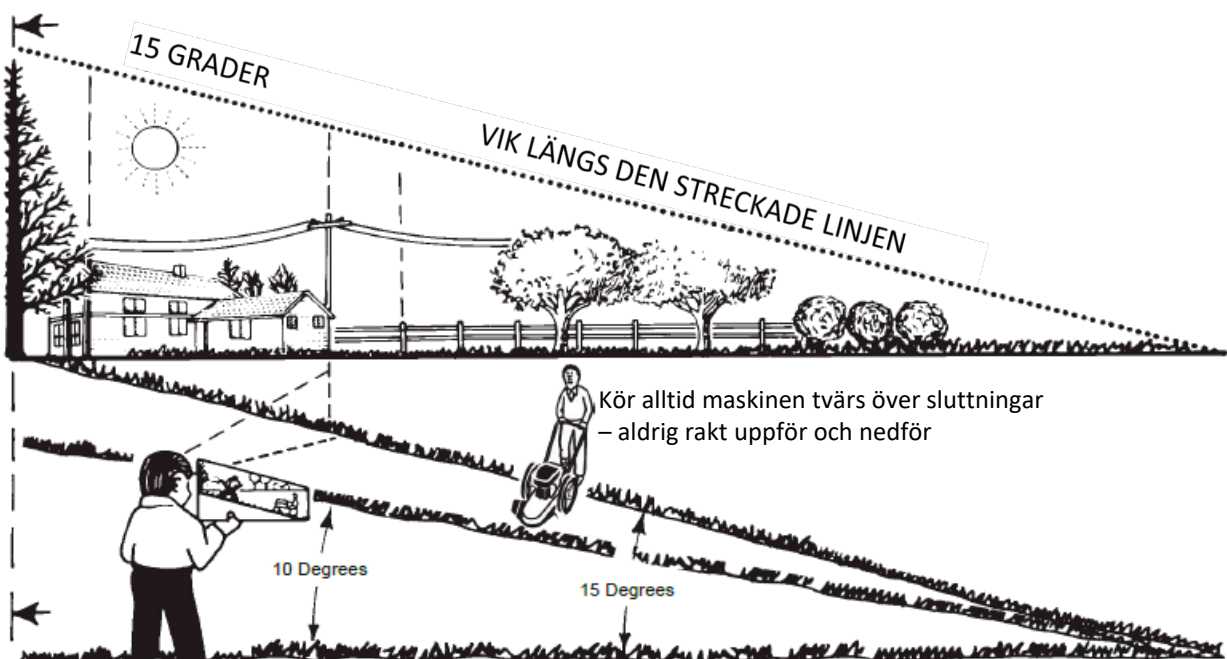 15 GRADER
VIK LÄNGS DEN STRECKADE LINJEN
Kör alltid maskinen tvärs över sluttningar
– aldrig rakt uppför och nedför
10 Degrees
15 Degrees